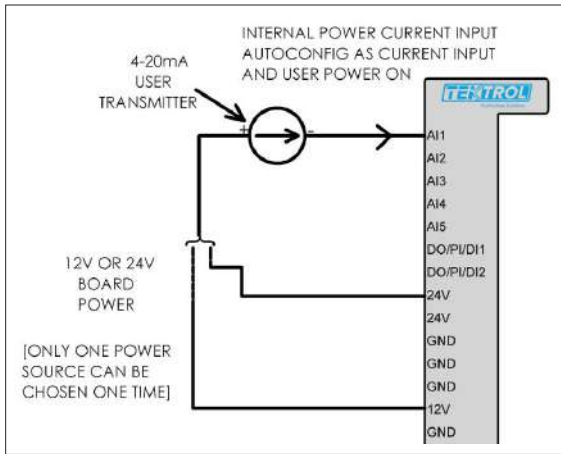 INTERNAL POWER CURRENT INPUT
AUTOCONFIG AS CURRENT INPUT
AND USER POWER ON
4-20mA
USER
TRANSMITTER
+
-
TEKTROL
AI1
AI2
AI3
AI4
AI5
DO/PI/DI1
DO/PI/DI2
24V
24V
GND
GND
GND
12V
GND
12V OR 24V
BOARD
POWER
[ONLY ONE POWER
SOURCE CAN BE
CHOSEN ONE TIME]